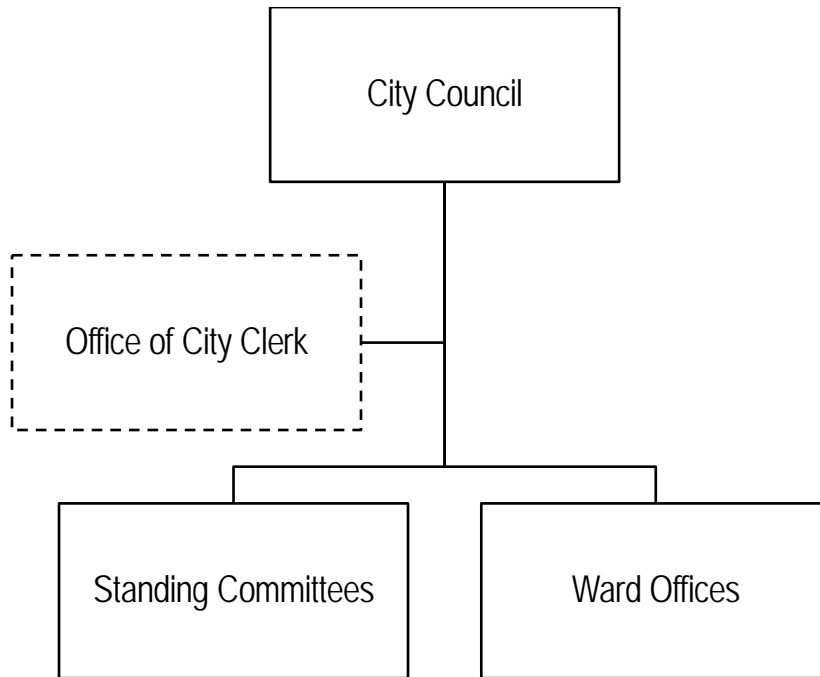 City Council
Office of City Clerk
Standing Committees
Ward Offices